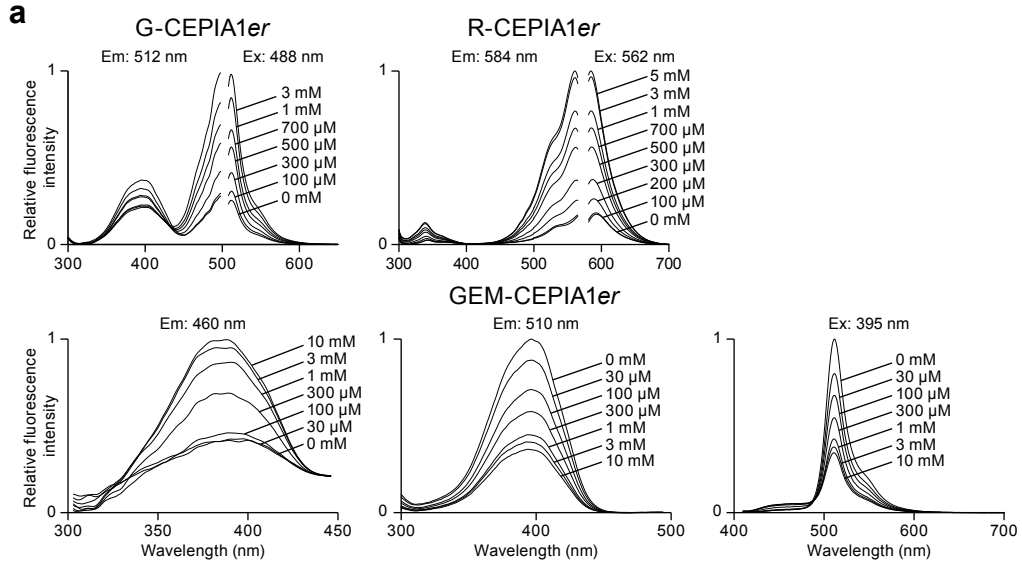 a
G-CEPIA1er
Em: 512 nm
Ex: 488 nm
1
0
Relative fluorescence
intensity
3 mM
1 mM
700 µM
500 µM
300 µM
100 µM
0 mM
300
400
500
600
R-CEPIA1er
Em: 584 nm
Ex: 562 nm
1
0
5 mM
3 mM
1 mM
700 µM
500 µM
300 µM
200 µM
100 µM
0 mM
300
400
500
600
700
GEM-CEPIA1er
Em: 460 nm
1
0
Relative fluorescence
intensity
10 mM
3 mM
1 mM
300 µM
100 µM
30 µM
0 mM
300
350
400
450
Wavelength (nm)
Em: 510 nm
1
0
0 mM
30 µM
100 µM
300 µM
1 mM
3 mM
10 mM
300
400
500
Wavelength (nm)
Ex: 395 nm
1
0
0 mM
30 µM
100 µM
300 µM
1 mM
3 mM
10 mM
400
500
600
700
Wavelength (nm)